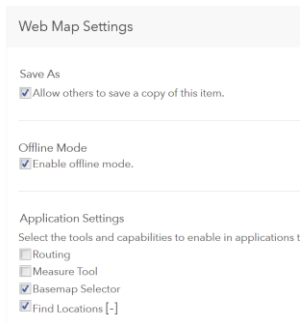 Web Map Settings
Save As
Allow others to save a copy of this item.
Offline Mode
Enable offline mode.
Application Settings
Select the tools and capabilities to enable in applications t
Routing
Measure Tool
Basemap Selector
Find Locations [-]